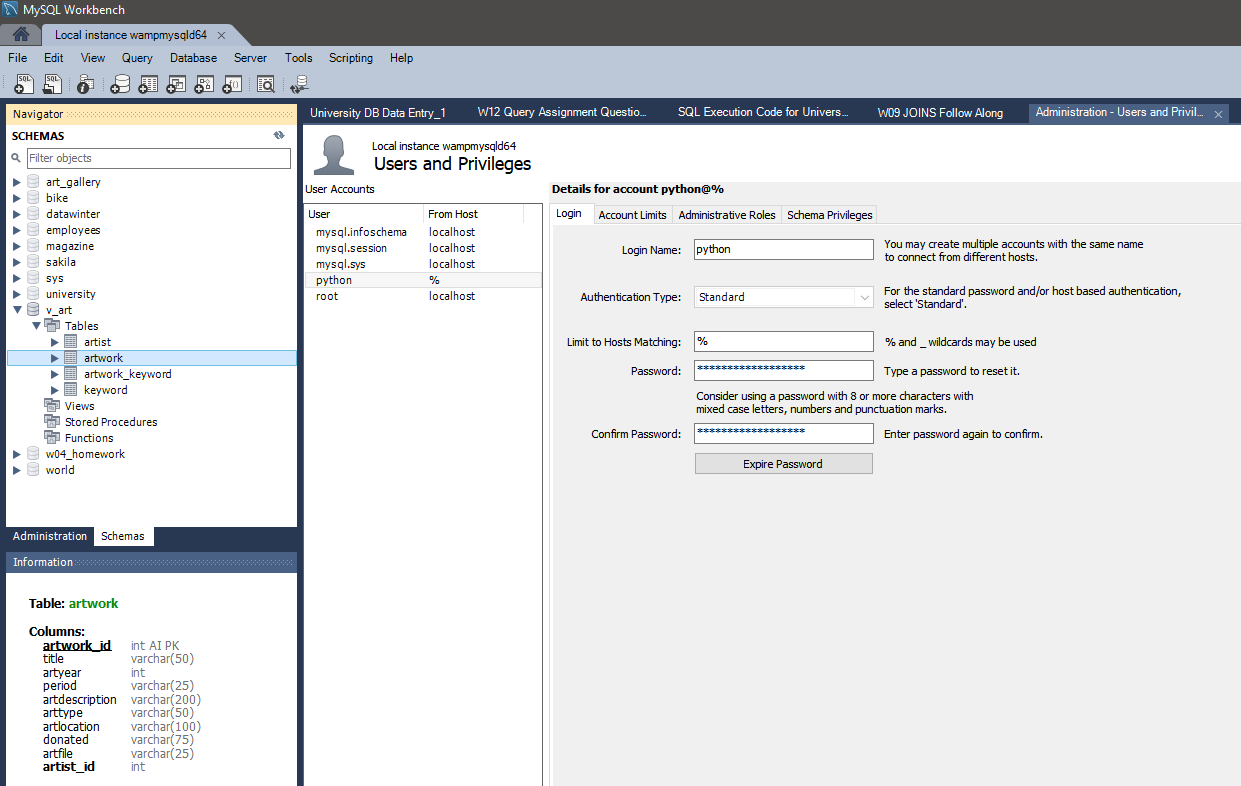 MySQL Workbench
Local instance wampmysqld64
File Edit View Query Database Server Tools Scripting Help
Navigator
SCHEMAS
Filter objects
art_gallery
bike
datawinter
employees
magazine
sakila
sys
university
v_art
Tables
artist
artwork
artwork_keyword
keyword
Views
Stored Procedures
Functions
w04_homework
world
Administration Schemas
Information
Table: artwork
Columns:
artwork_id int AI PK
title varchar(50)
artyear int
period varchar(25)
artdescription varchar(200)
arttype varchar(50)
artlocation varchar(100)
donated varchar(75)
artfile varchar(25)
artist_id int
University DB Data Entry_1 W12 Query Assignment Questio... SQL Execution Code for Univers... W09 JOINS Follow Along Administration - Users and Privil...
Local instance wampmysqld64
Users and Privileges
User Accounts
User From Host
mysql.infoschema localhost
mysql.session localhost
mysql.sys localhost
python %
root localhost
Details for account python@%
Login Account Limits Administrative Roles Schema Privileges
Login Name: python You may create multiple accounts with the same name
to connect from different hosts.
Authentication Type: Standard For the standard password and/or host based authentication,
select 'Standard'.
Limit to Hosts Matching: % % and _ wildcards may be used
Password: ****************** Type a password to reset it.
Consider using a password with 8 or more characters with
mixed case letters, numbers and punctuation marks.
Confirm Password: ****************** Enter password again to confirm.
Expire Password